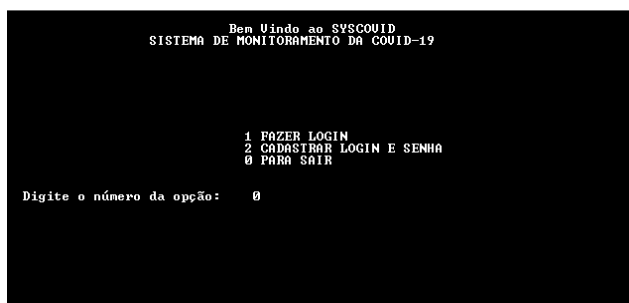 Bem Vindo ao SYSCOVID
SISTEMA DE MONITORAMENTO DA COVID-19
1 FAZER LOGIN
2 CADASTRAR LOGIN E SENHA
0 PARA SAIR
Digite o número da opção: 0